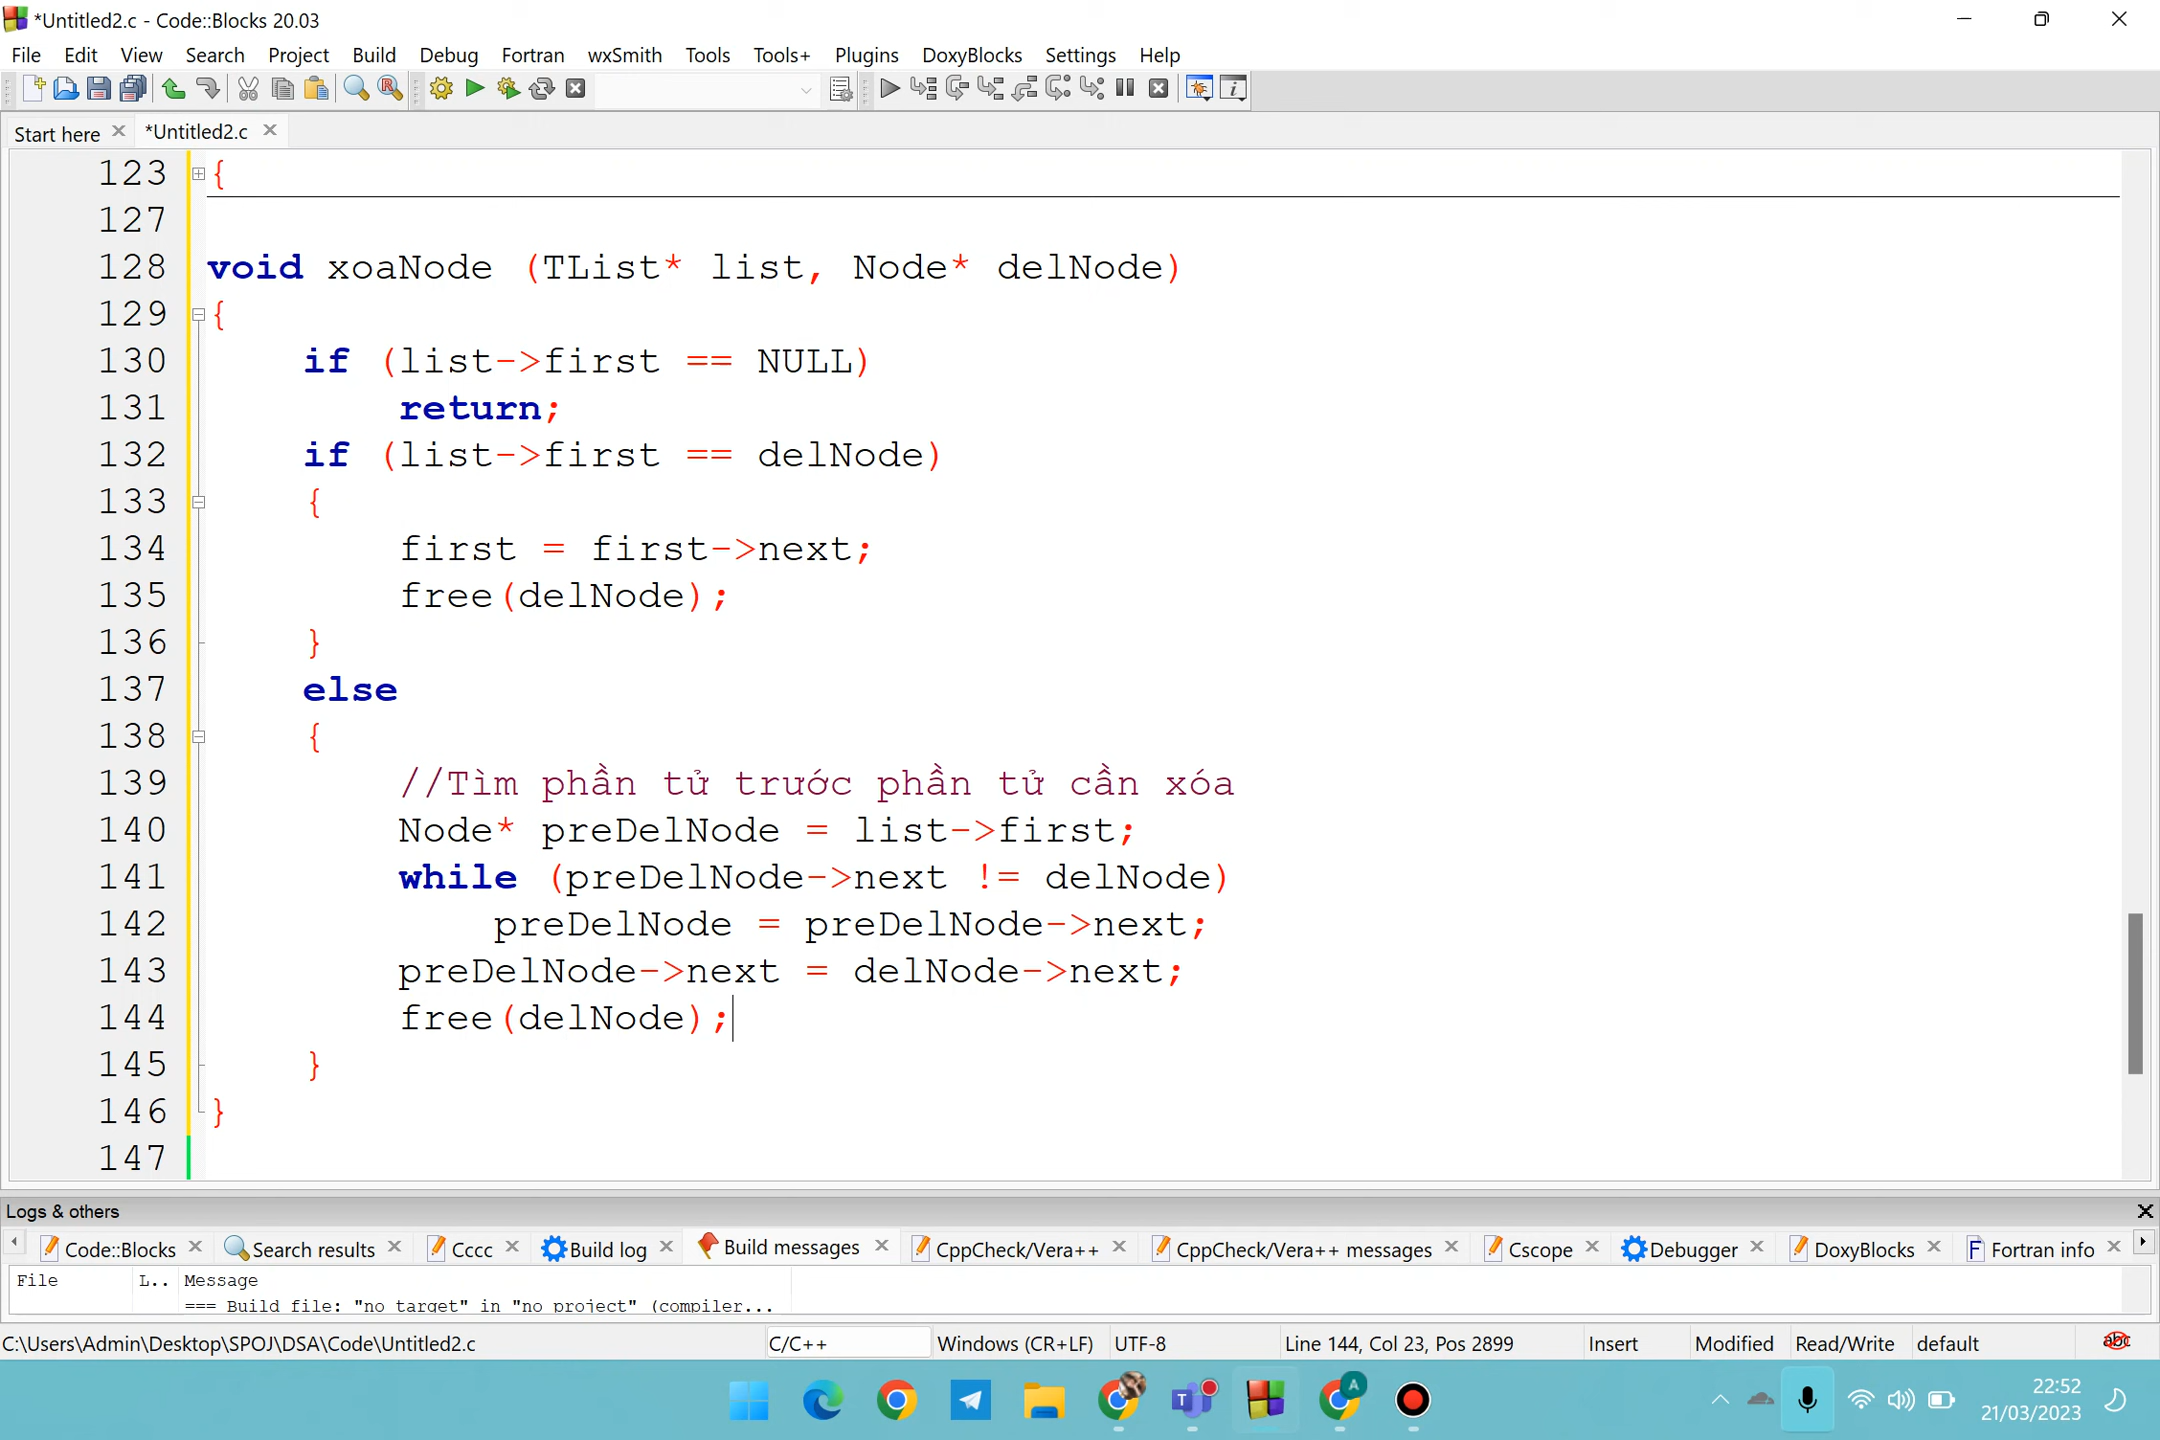 *Untitled2.c - Code::Blocks 20.03
File Edit View Search Project Build Debug Fortran wxSmith Tools Tools+ Plugins DoxyBlocks Settings Help
Start here *Untitled2.c
123 {
127
128 void xoaNode (TList* list, Node* delNode)
129 {
130 if (list->first == NULL)
131 return;
132 if (list->first == delNode)
133 {
134 first = first->next;
135 free(delNode);
136 }
137 else
138 {
139 //Tìm phần tử trước phần tử cần xóa
140 Node* preDelNode = list->first;
141 while (preDelNode->next != delNode)
142 preDelNode = preDelNode->next;
143 preDelNode->next = delNode->next;
144 free(delNode);
145 }
146 }
147
Logs & others
Code::Blocks Search results Cccc Build log Build messages CppCheck/Vera++ CppCheck/Vera++ messages Cscope Debugger DoxyBlocks Fortran info
File L.. Message
=== Build file: "no target" in "no project" (compiler...
C:\Users\Admin\Desktop\SPOJ\DSA\Code\Untitled2.c C/C++ Windows (CR+LF) UTF-8 Line 144, Col 23, Pos 2899 Insert Modified Read/Write default
22:52
21/03/2023